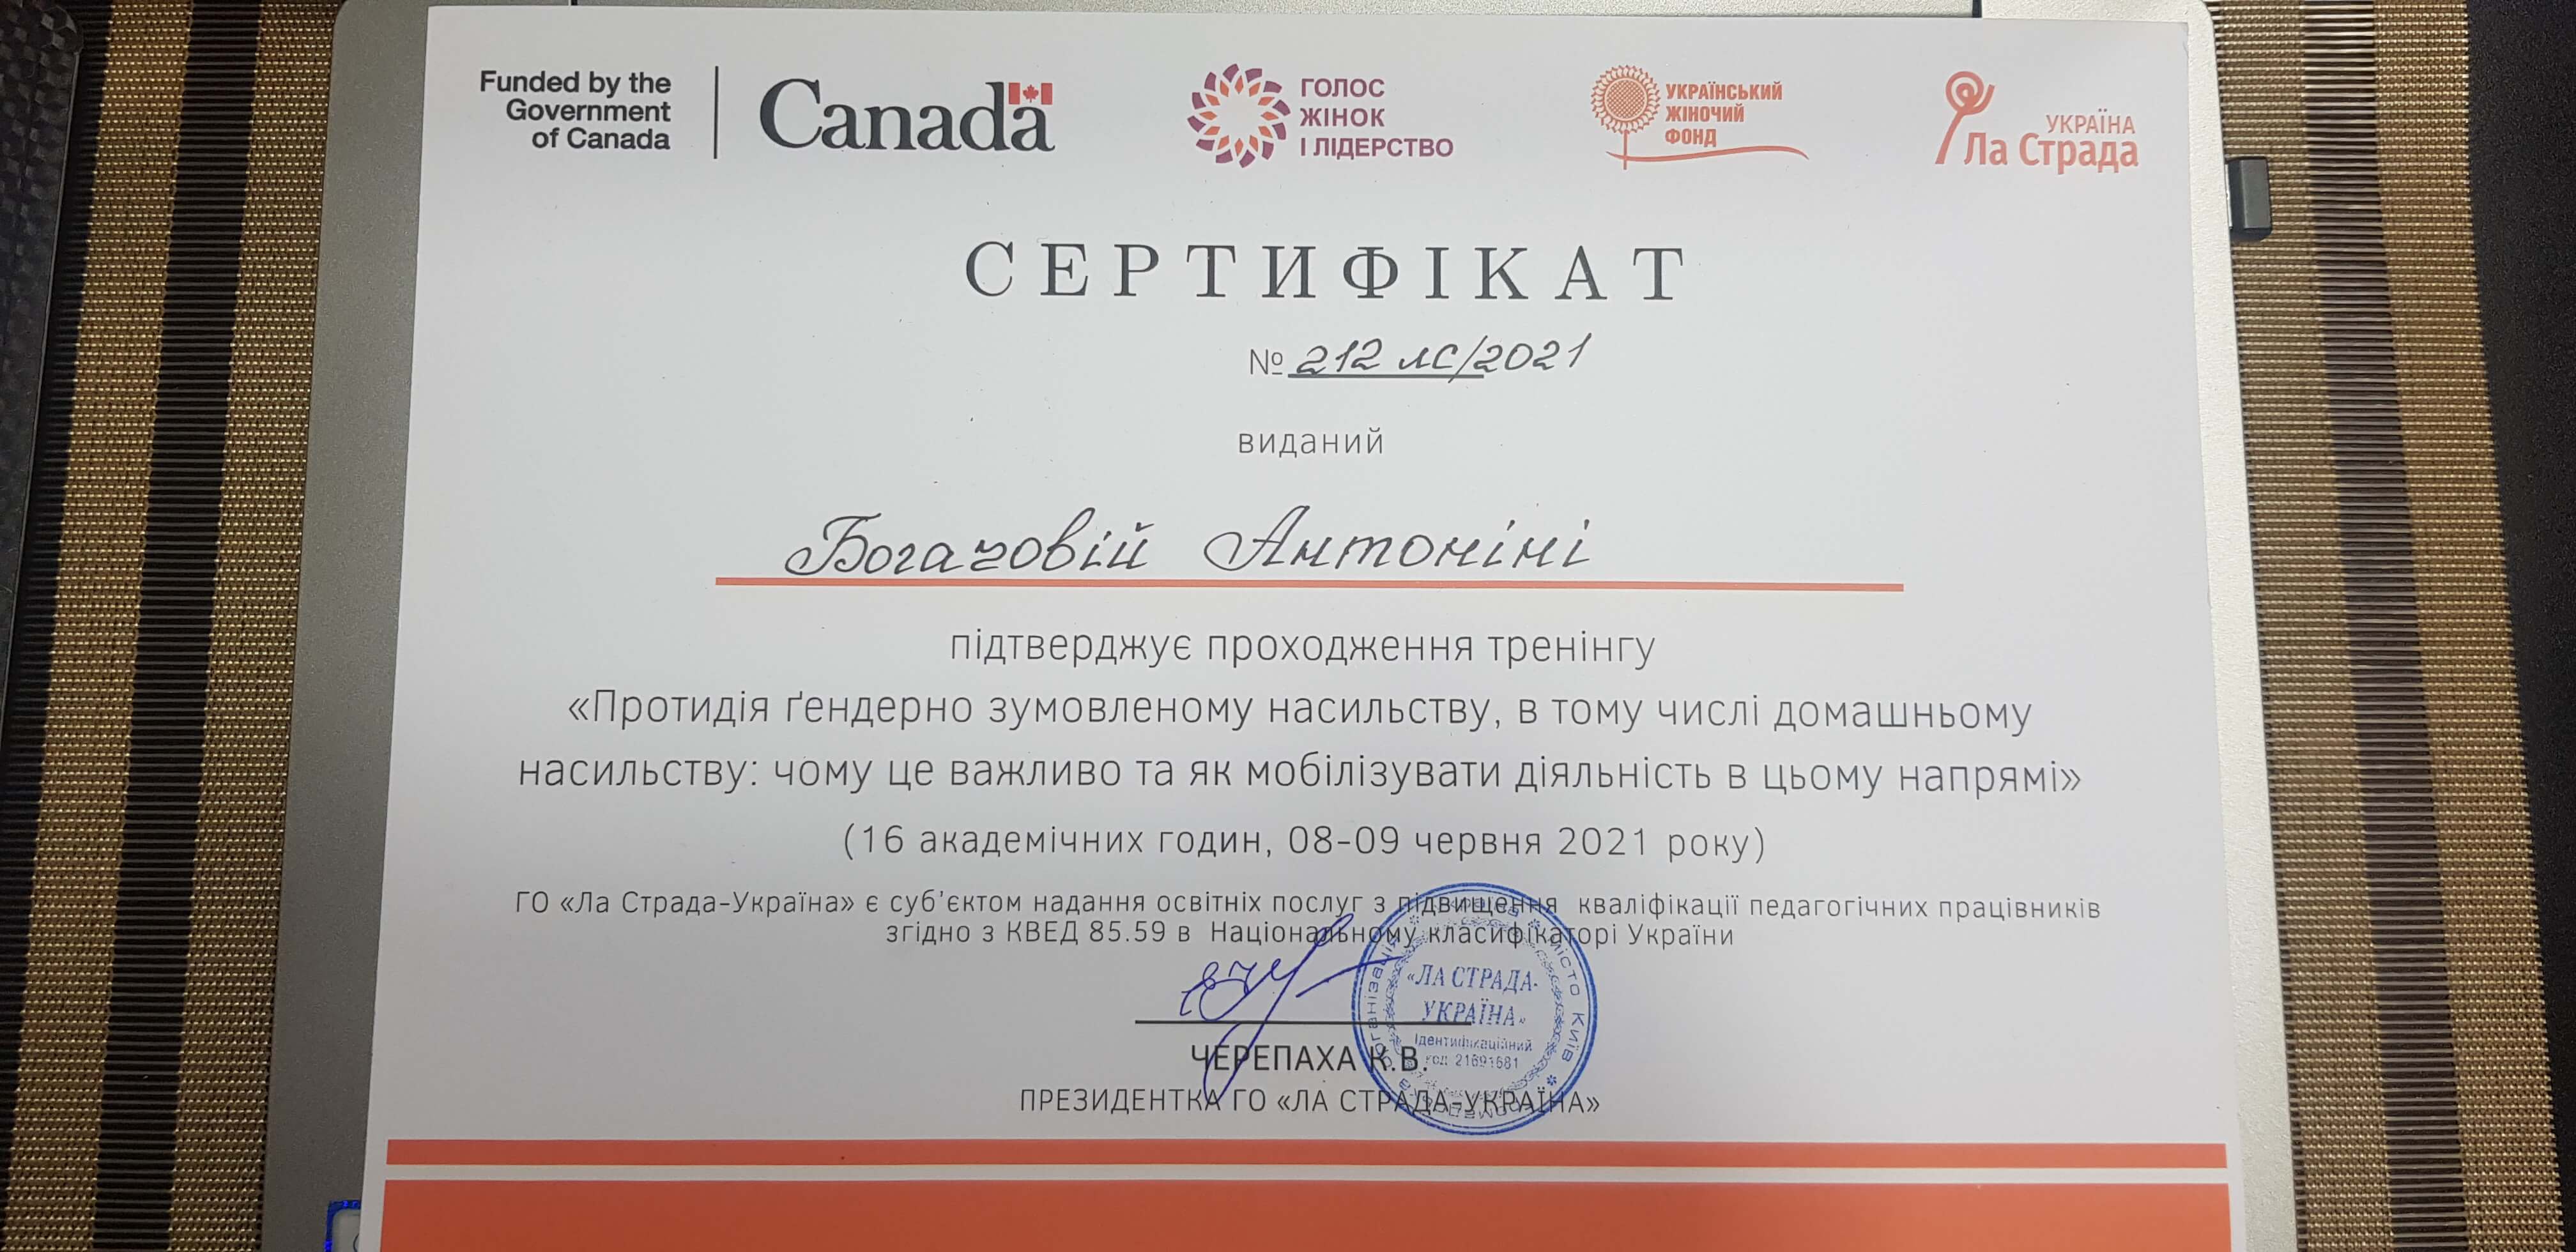 Funded by the
Government
of Canada
Canada
ГОЛОС
ЖІНОК
І ЛІДЕРСТВО
УКРАЇНСЬКИЙ
ЖІНОЧИЙ
ФОНД
УКРАЇНА
Ла Страда
СЕРТИФІКАТ
№ 212 ЛС/2021
виданий
Богачовій Антоніні
підтверджує проходження тренінгу
«Протидія ґендерно зумовленому насильству, в тому числі домашньому
насильству: чому це важливо та як мобілізувати діяльність в цьому напрямі»
(16 академічних годин, 08-09 червня 2021 року)
ГО «Ла Страда-Україна» є суб'єктом надання освітніх послуг з підвищення кваліфікації педагогічних працівників
згідно з КВЕД 85.59 в Національному класифікаторі України
«ЛА СТРАДА-
УКРАЇНА»
Ідентифікаційний
код 21691681
місто Київ
ЧЕРЕПАХА К.В.
ПРЕЗИДЕНТКА ГО «ЛА СТРАДА-УКРАЇНА»